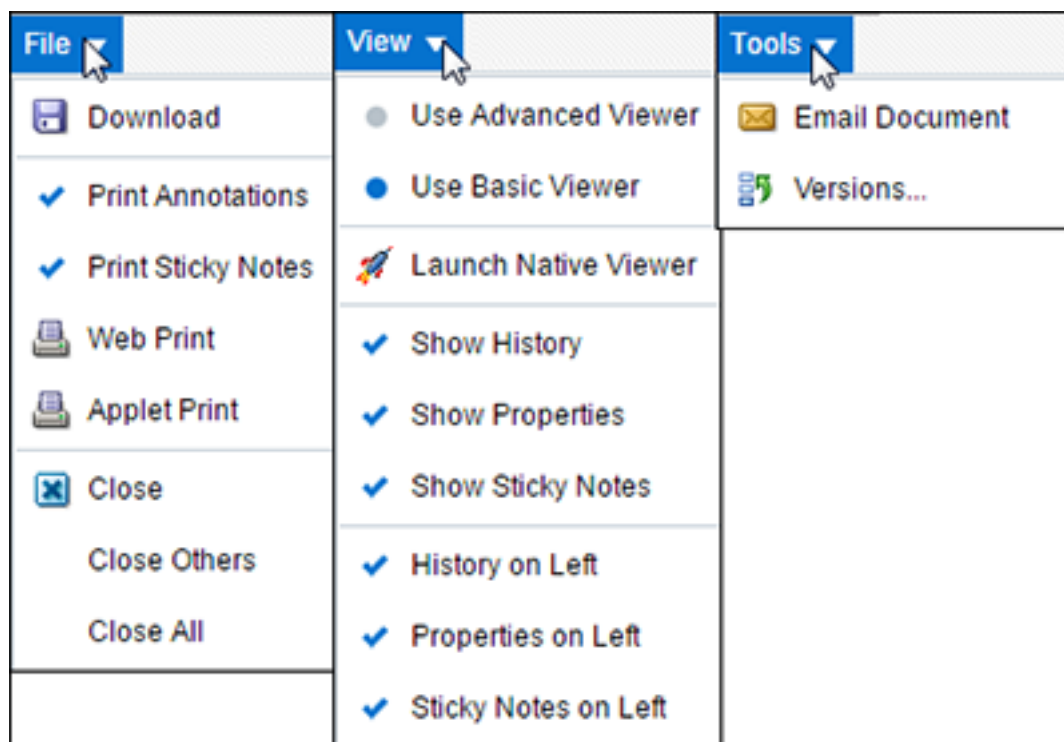 File
Download
Print Annotations
Print Sticky Notes
Web Print
Applet Print
Close
Close Others
Close All
View
Use Advanced Viewer
Use Basic Viewer
Launch Native Viewer
Show History
Show Properties
Show Sticky Notes
History on Left
Properties on Left
Sticky Notes on Left
Tools
Email Document
Versions...